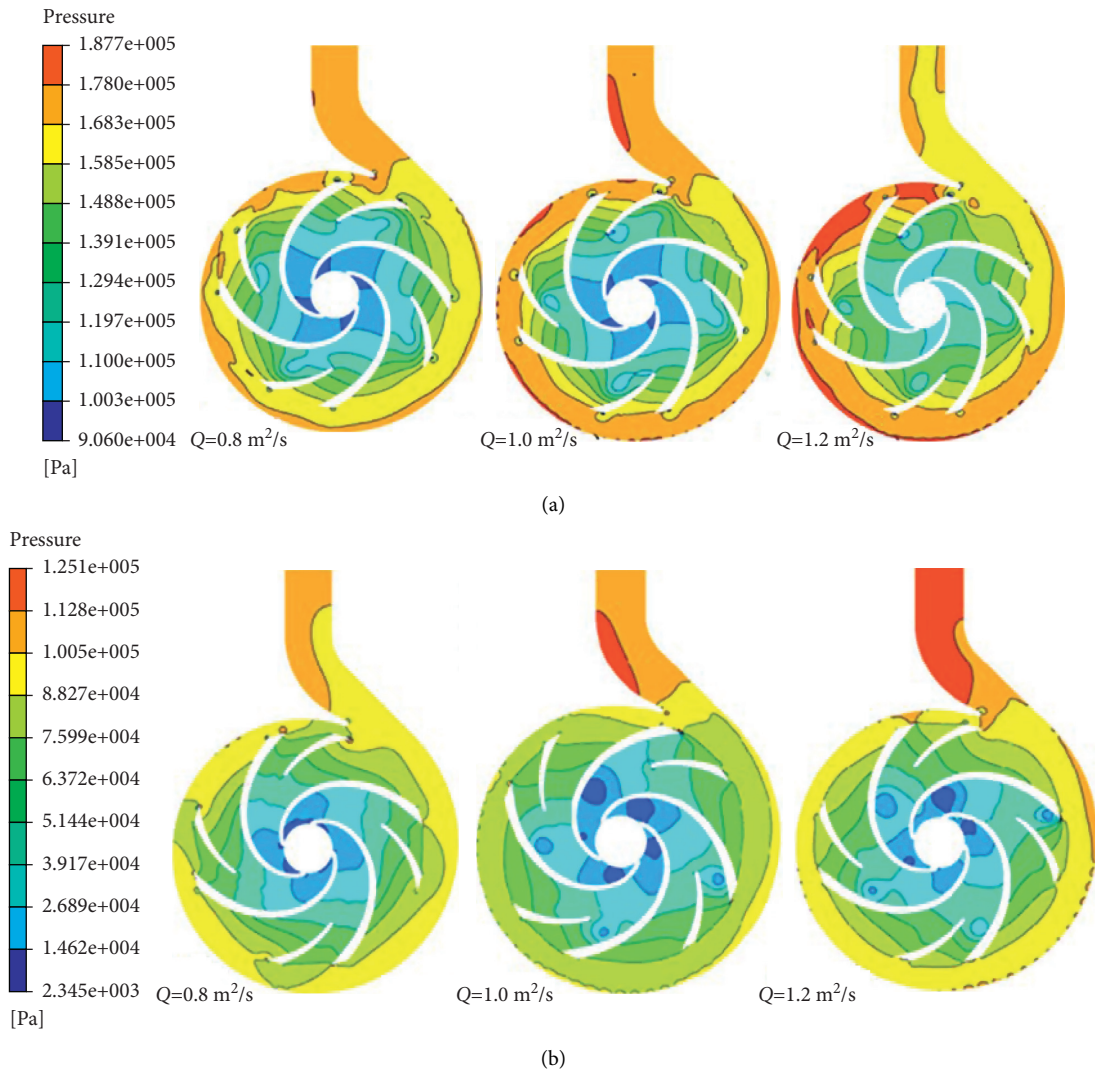 Pressure
1.877e+005
1.780e+005
1.683e+005
1.585e+005
1.488e+005
1.391e+005
1.294e+005
1.197e+005
1.100e+005
1.003e+005
9.060e+004
[Pa]
Q=0.8 m²/s
Q=1.0 m²/s
Q=1.2 m²/s
(a)
Pressure
1.251e+005
1.128e+005
1.005e+005
8.827e+004
7.599e+004
6.372e+004
5.144e+004
3.917e+004
2.689e+004
1.462e+004
2.345e+003
[Pa]
Q=0.8 m²/s
Q=1.0 m²/s
Q=1.2 m²/s
(b)